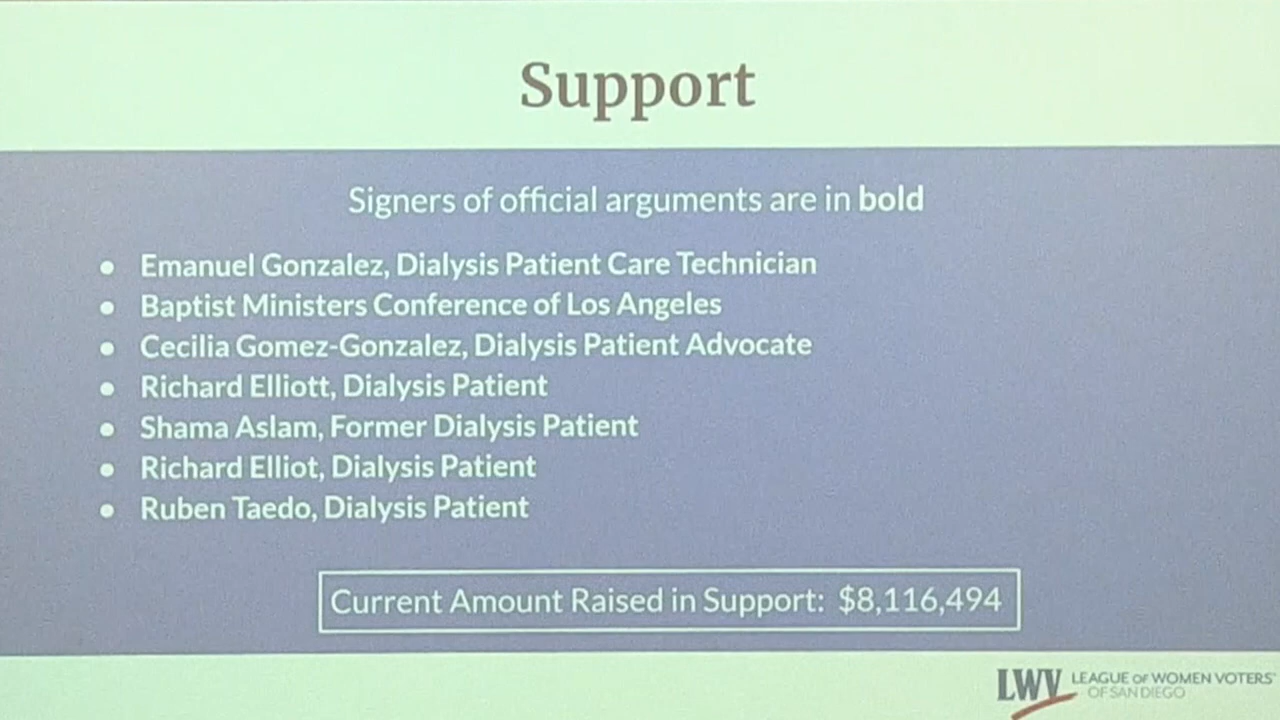 Support
Signers of official arguments are in bold
● Emanuel Gonzalez, Dialysis Patient Care Technician
● Baptist Ministers Conference of Los Angeles
● Cecilia Gomez-Gonzalez, Dialysis Patient Advocate
● Richard Elliott, Dialysis Patient
● Shama Aslam, Former Dialysis Patient
● Richard Elliot, Dialysis Patient
● Ruben Taedo, Dialysis Patient
Current Amount Raised in Support: $8,116,494
LWV LEAGUE OF WOMEN VOTERS
OF SAN DIEGO